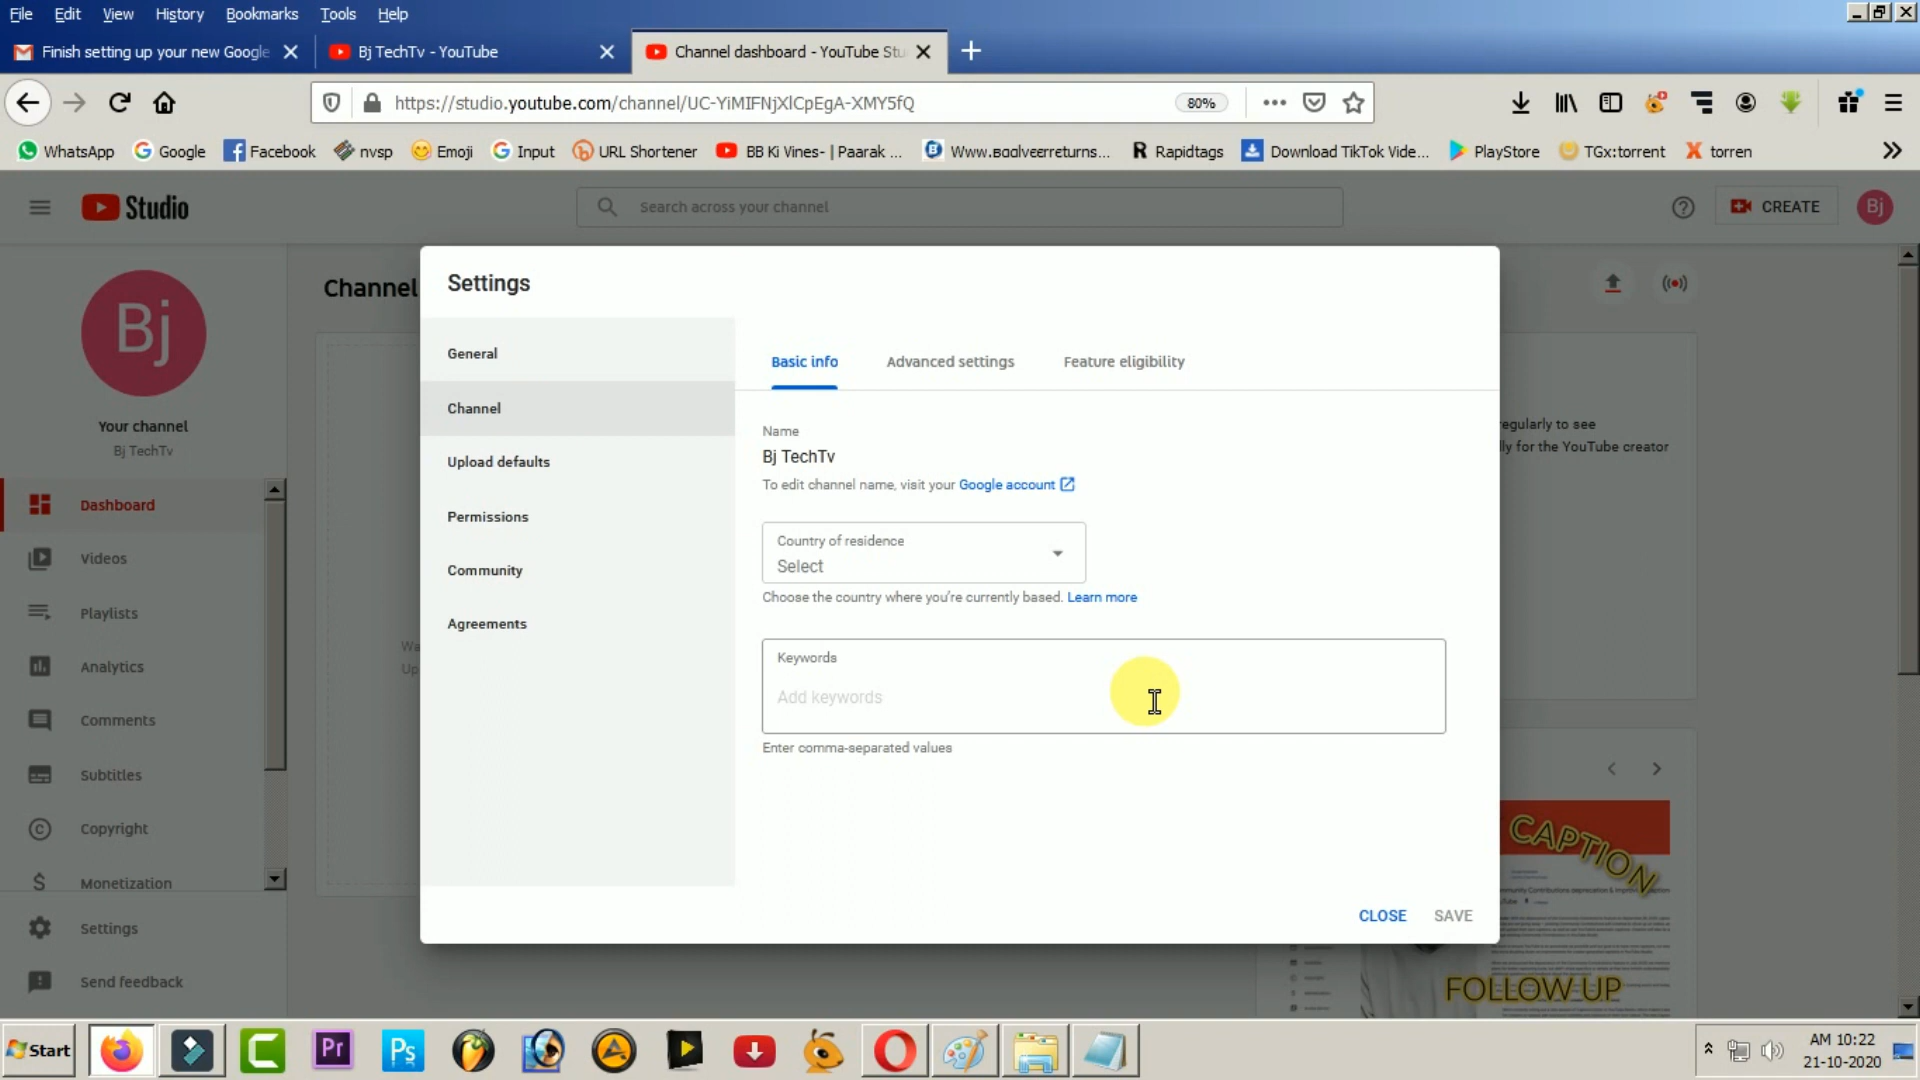 File Edit View History Bookmarks Tools Help
Finish setting up your new Google
Bj TechTv - YouTube
Channel dashboard - YouTube Stu
https://studio.youtube.com/channel/UC-YiMIFNjXlCpEgA-XMY5fQ
80%
WhatsApp Google Facebook nvsp Emoji Input URL Shortener BB Ki Vines- | Paarak ... Www.Baalveerreturns... Rapidtags Download TikTok Vide... PlayStore TGx:torrent torren
Studio
Search across your channel
CREATE
Bj
Bj
Your channel
Bj TechTv
Dashboard
Videos
Playlists
Analytics
Comments
Subtitles
Copyright
Monetization
Settings
Send feedback
Channel
Wa
Up
Settings
General
Channel
Upload defaults
Permissions
Community
Agreements
Basic info Advanced settings Feature eligibility
Name
Bj TechTv
To edit channel name, visit your Google account
Country of residence
Select
Choose the country where you're currently based. Learn more
Keywords
Add keywords
Enter comma-separated values
CLOSE SAVE
egularly to see
lly for the YouTube creator
CAPTION
FOLLOW UP
Start
Pr
Ps
AM 10:22
21-10-2020